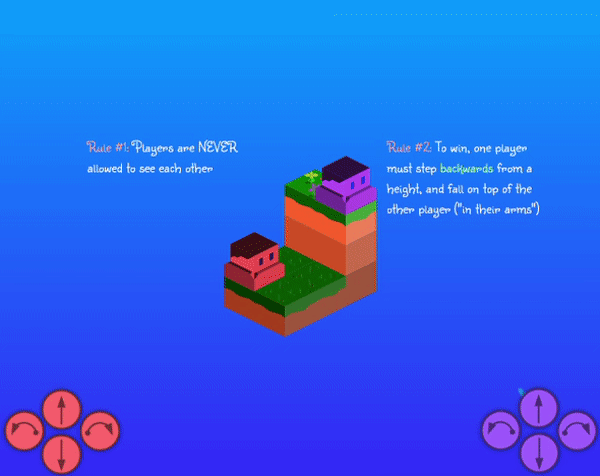 Rule #1: Players are NEVER
allowed to see each other
Rule #2: To win, one player
must step backwards from a
height, and fall on top of the
other player ("in their arms")